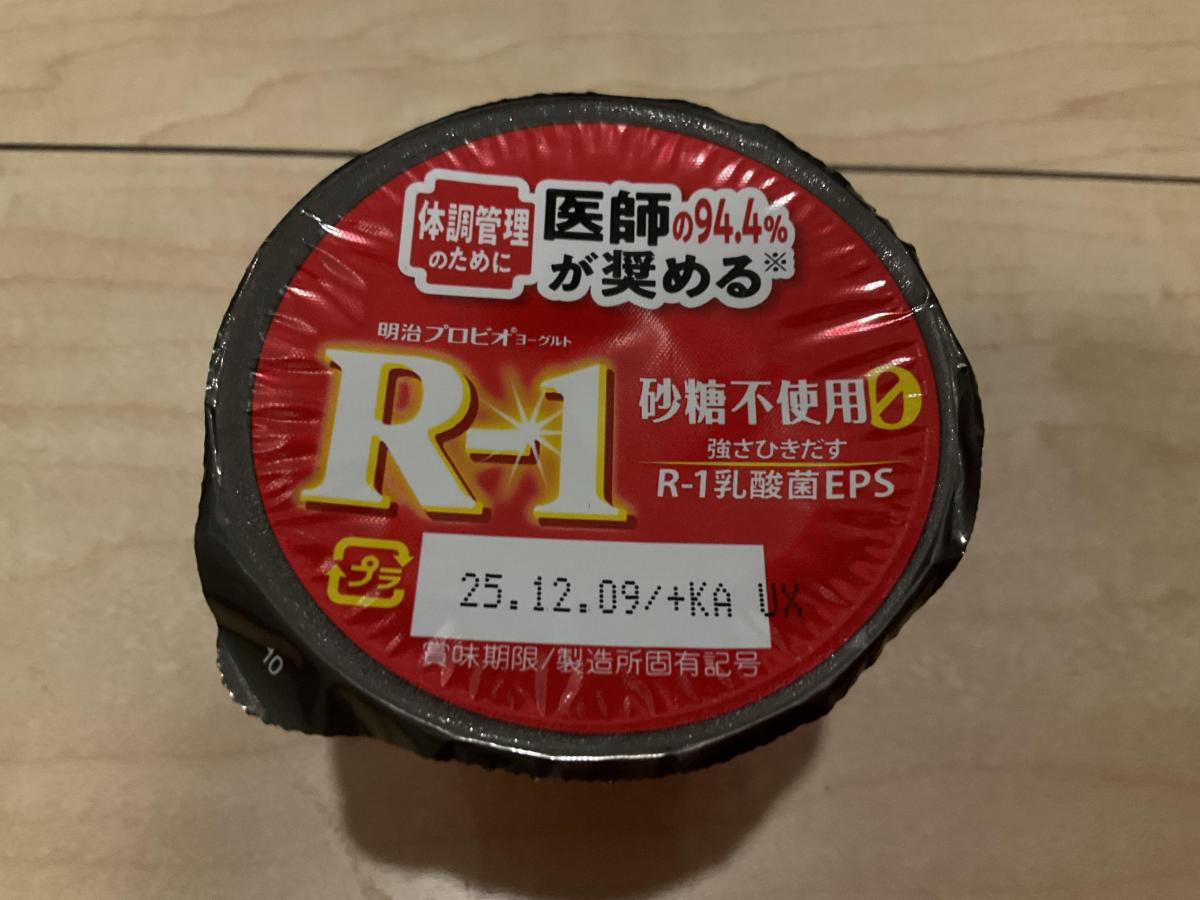 体調管理
のために
医師の94.4%
が奨める※
明治プロビオヨーグルト
R-1
砂糖不使用0
強さひきだす
R-1乳酸菌EPS
プラ
25.12.09/+KA UX
賞味期限/製造所固有記号
10